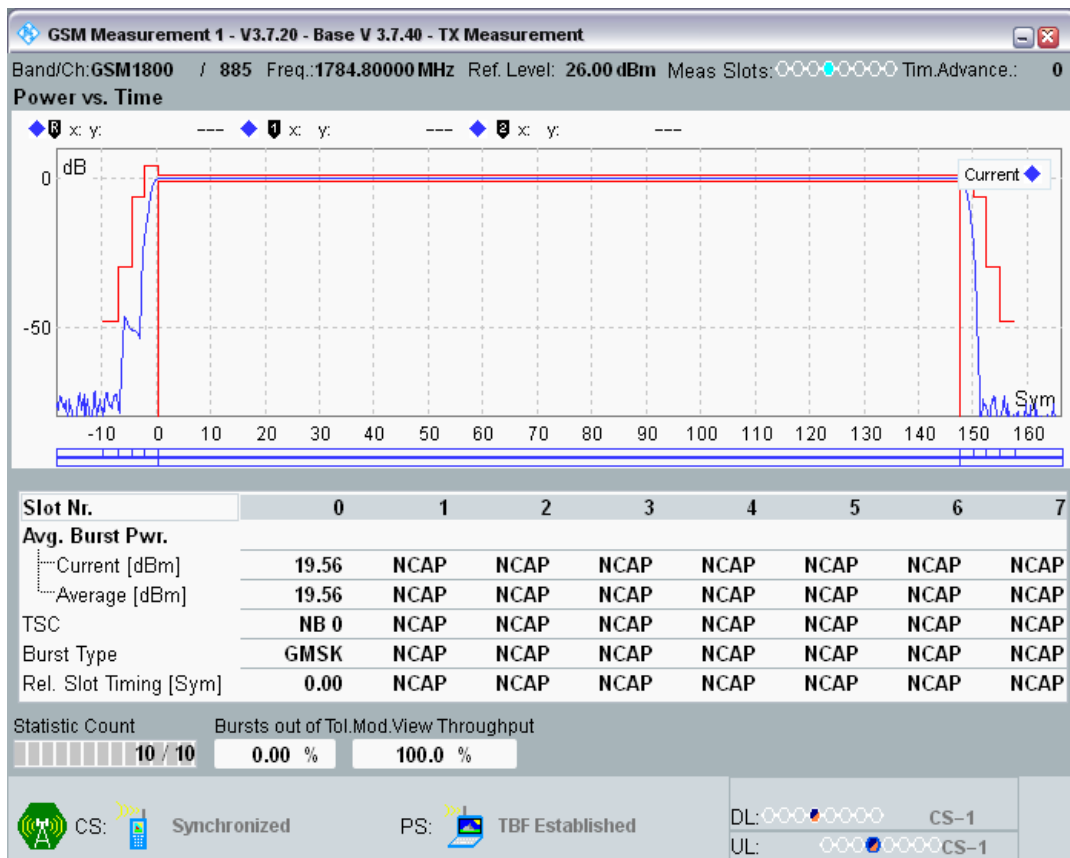 GSM Measurement 1 - V3.7.20 - Base V 3.7.40 - TX Measurement
Band/Ch:GSM1800 / 885 Freq.:1784.80000 MHz Ref. Level: 26.00 dBm Meas Slots: Tim.Advance.: 0
Power vs. Time
R x: y: --- 1 x: y: --- 2 x: y: ---
dB
0
Current
-50
Sym
-10 0 10 20 30 40 50 60 70 80 90 100 110 120 130 140 150 160
Slot Nr. 0 1 2 3 4 5 6 7
Avg. Burst Pwr.
Current [dBm] 19.56 NCAP NCAP NCAP NCAP NCAP NCAP NCAP
Average [dBm] 19.56 NCAP NCAP NCAP NCAP NCAP NCAP NCAP
TSC NB 0 NCAP NCAP NCAP NCAP NCAP NCAP NCAP
Burst Type GMSK NCAP NCAP NCAP NCAP NCAP NCAP NCAP
Rel. Slot Timing [Sym] 0.00 NCAP NCAP NCAP NCAP NCAP NCAP NCAP
Statistic Count Bursts out of Tol.Mod.View Throughput
10 / 10 0.00 % 100.0 %
CS: Synchronized PS: TBF Established DL: CS-1
UL: CS-1